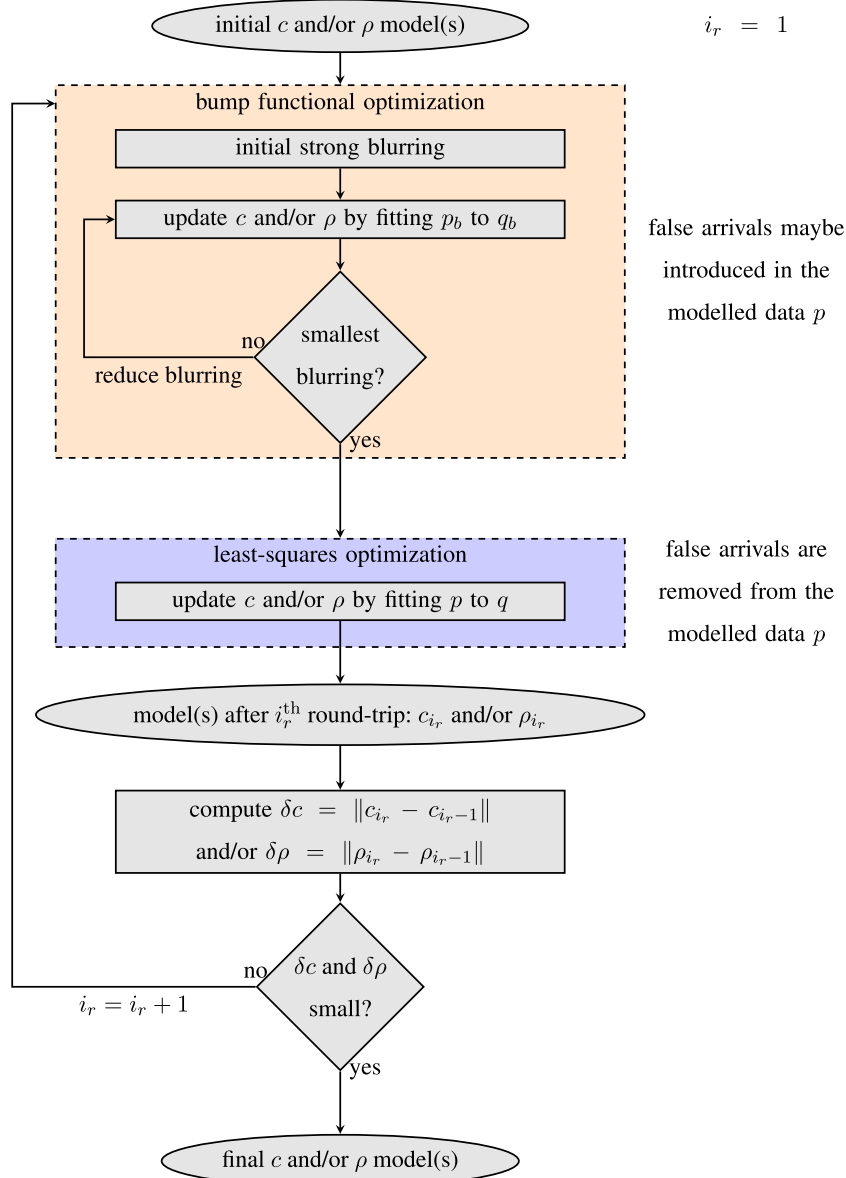 initial c and/or ρ model(s)
i_r = 1
bump functional optimization
initial strong blurring
update c and/or ρ by fitting p_b to q_b
false arrivals maybe
introduced in the
modelled data p
smallest
blurring?
no
reduce blurring
yes
least-squares optimization
update c and/or ρ by fitting p to q
false arrivals are
removed from the
modelled data p
model(s) after i_r^th round-trip: c_{i_r} and/or ρ_{i_r}
compute δc = ‖c_{i_r} − c_{i_r−1}‖
and/or δρ = ‖ρ_{i_r} − ρ_{i_r−1}‖
δc and δρ
small?
no
i_r = i_r + 1
yes
final c and/or ρ model(s)